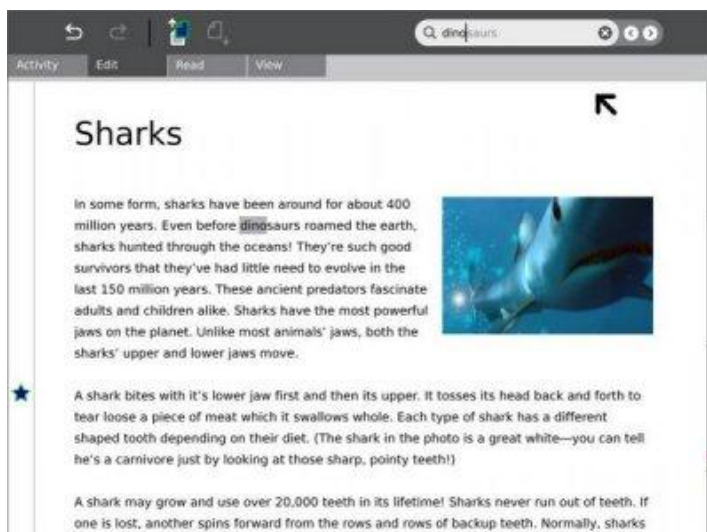 dinosaurs
Activity Edit Read View
Sharks
In some form, sharks have been around for about 400
million years. Even before dinosaurs roamed the earth,
sharks hunted through the oceans! They're such good
survivors that they've had little need to evolve in the
last 150 million years. These ancient predators fascinate
adults and children alike. Sharks have the most powerful
jaws on the planet. Unlike most animals' jaws, both the
sharks' upper and lower jaws move.
A shark bites with it's lower jaw first and then its upper. It tosses its head back and forth to
tear loose a piece of meat which it swallows whole. Each type of shark has a different
shaped tooth depending on their diet. (The shark in the photo is a great white—you can tell
he's a carnivore just by looking at those sharp, pointy teeth!)
A shark may grow and use over 20,000 teeth in its lifetime! Sharks never run out of teeth. If
one is lost, another spins forward from the rows and rows of backup teeth. Normally, sharks